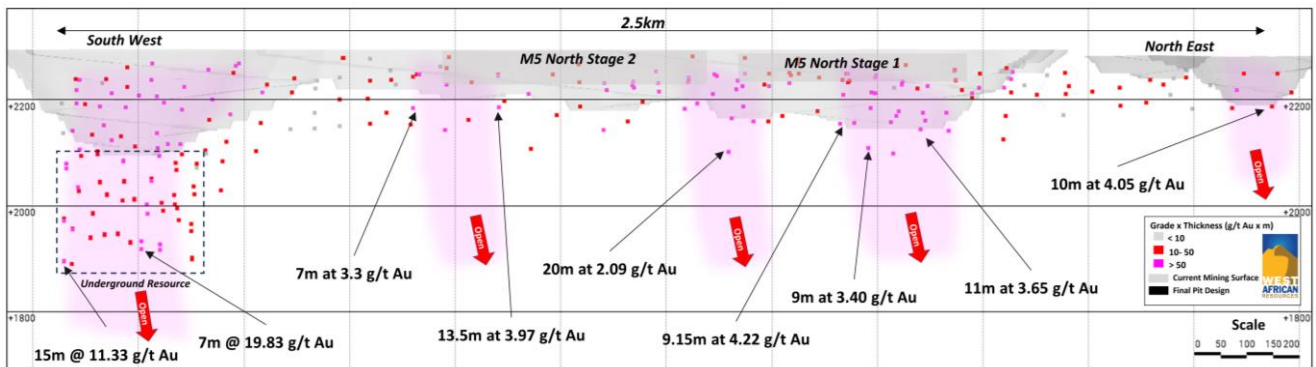 2.5km
South West
North East
M5 North Stage 2
M5 North Stage 1
+2200
+2200
+2000
+2000
+1800
+1800
Underground Resource
Open
Open
Open
Open
Open
15m @ 11.33 g/t Au
7m @ 19.83 g/t Au
7m at 3.3 g/t Au
13.5m at 3.97 g/t Au
20m at 2.09 g/t Au
9.15m at 4.22 g/t Au
9m at 3.40 g/t Au
11m at 3.65 g/t Au
10m at 4.05 g/t Au
Grade x Thickness (g/t Au x m)
< 10
10- 50
> 50
Current Mining Surface
Final Pit Design
WEST
AFRICAN
RESOURCES
Scale
0 50 100 150 200